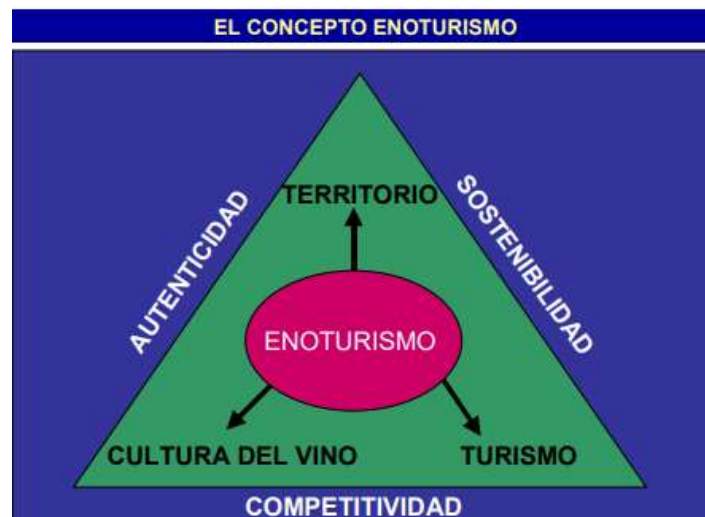 EL CONCEPTO ENOTURISMO
TERRITORIO
AUTENTICIDAD
SOSTENIBILIDAD
ENOTURISMO
CULTURA DEL VINO
TURISMO
COMPETITIVIDAD